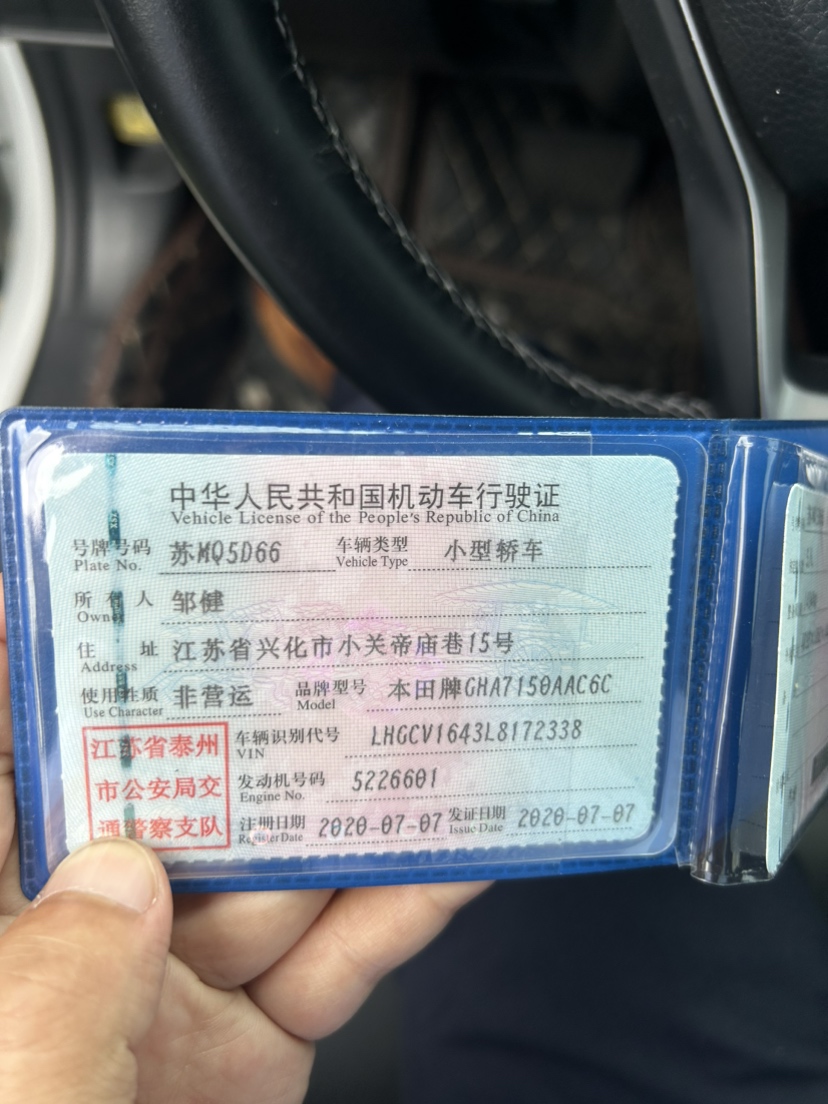 中华人民共和国机动车行驶证
Vehicle License of the People's Republic of China
号牌号码 苏MQ5D66 车辆类型 小型轿车
Plate No. Vehicle Type
所有人 邹健
Owner
住址 江苏省兴化市小关帝庙巷15号
Address
使用性质 非营运 品牌型号 本田牌GHA7150AAC6C
Use Character Model
江苏省泰州
市公安局交
通警察支队
车辆识别代号 LHGCV1643L8172338
VIN
发动机号码 5226601
Engine No.
注册日期 2020-07-07 发证日期 2020-07-07
Register Date Issue Date